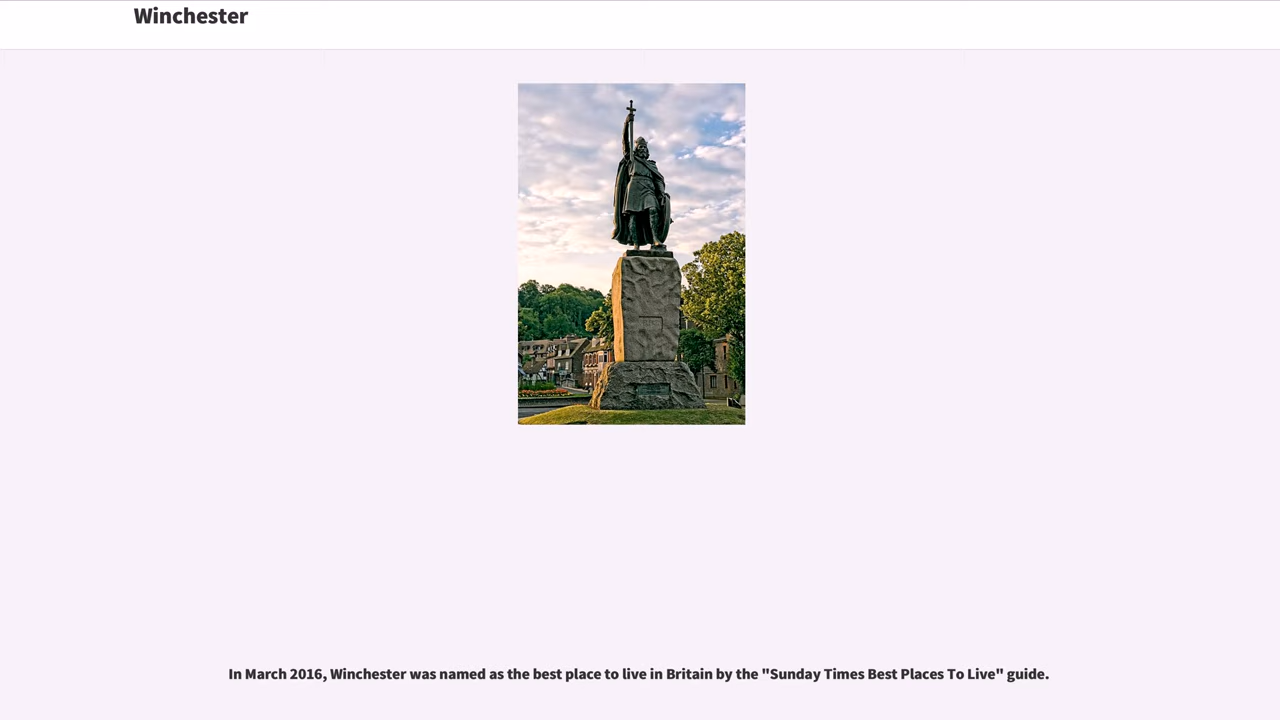 Winchester
In March 2016, Winchester was named as the best place to live in Britain by the "Sunday Times Best Places To Live" guide.